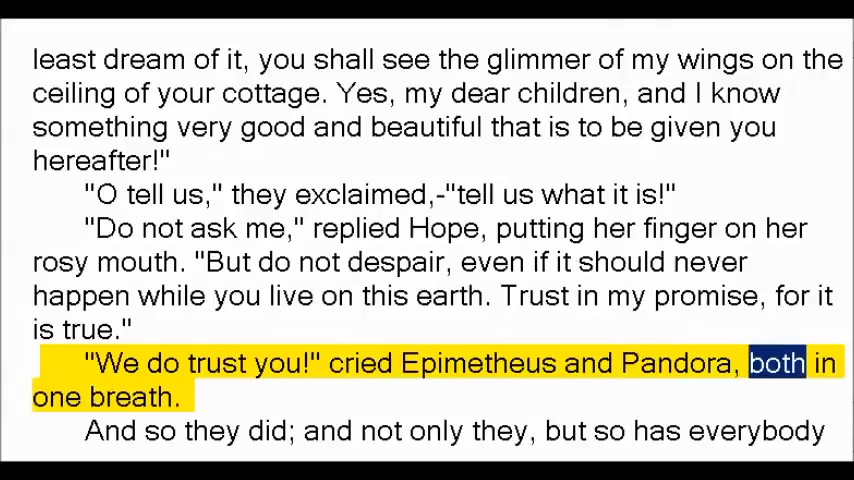 least dream of it, you shall see the glimmer of my wings on the
ceiling of your cottage. Yes, my dear children, and I know
something very good and beautiful that is to be given you
hereafter!"
"O tell us," they exclaimed,-"tell us what it is!"
"Do not ask me," replied Hope, putting her finger on her
rosy mouth. "But do not despair, even if it should never
happen while you live on this earth. Trust in my promise, for it
is true."
"We do trust you!" cried Epimetheus and Pandora, both in
one breath.
And so they did; and not only they, but so has everybody